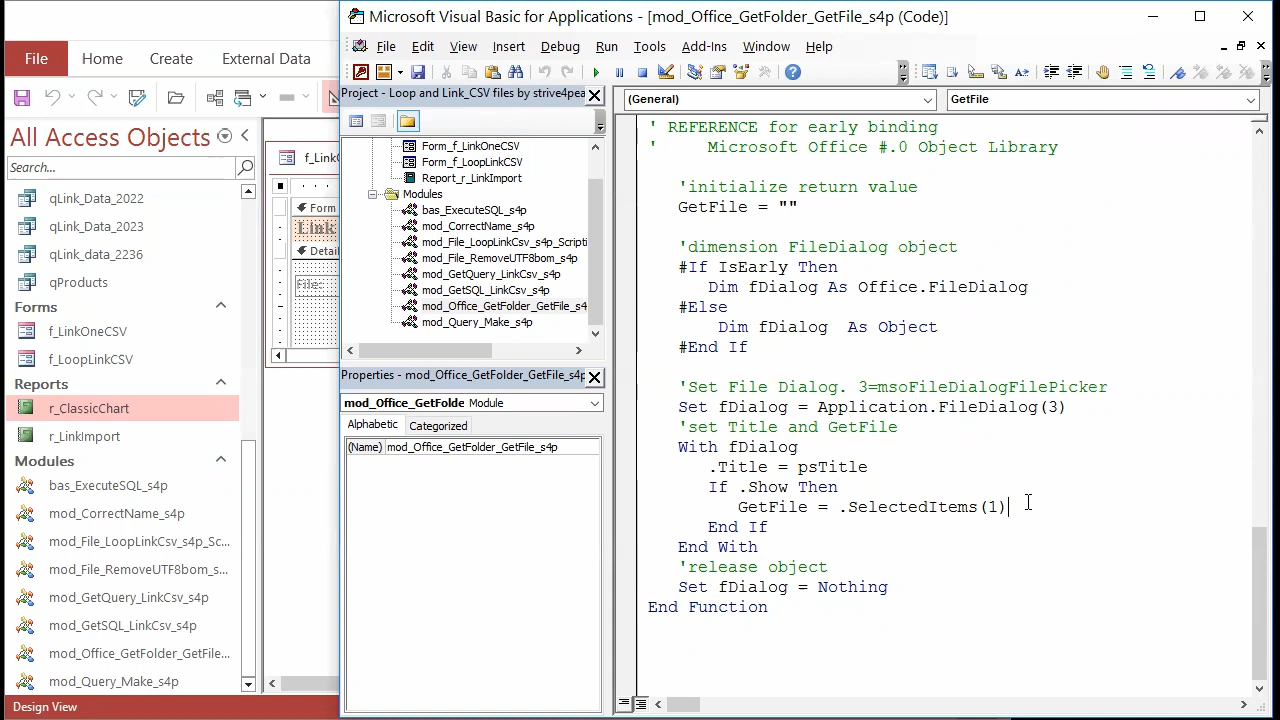 Microsoft Visual Basic for Applications - [mod_Office_GetFolder_GetFile_s4p (Code)]
File Edit View Insert Debug Run Tools Add-Ins Window Help
File Home Create External Data
All Access Objects
Search...
qLink_Data_2022
qLink_Data_2023
qLink_data_2236
qProducts
Forms
f_LinkOneCSV
f_LoopLinkCSV
Reports
r_ClassicChart
r_LinkImport
Modules
bas_ExecuteSQL_s4p
mod_CorrectName_s4p
mod_File_LoopLinkCsv_s4p_Sc...
mod_File_RemoveUTF8bom_s...
mod_GetQuery_LinkCsv_s4p
mod_GetSQL_LinkCsv_s4p
mod_Office_GetFolder_GetFile...
mod_Query_Make_s4p
Design View
f_Link
Form
Link
Detai
File:
Project - Loop and Link_CSV files by strive4pea
Form_f_LinkOneCSV
Form_f_LoopLinkCSV
Report_r_LinkImport
Modules
bas_ExecuteSQL_s4p
mod_CorrectName_s4p
mod_File_LoopLinkCsv_s4p_Scripti
mod_File_RemoveUTF8bom_s4p
mod_GetQuery_LinkCsv_s4p
mod_GetSQL_LinkCsv_s4p
mod_Office_GetFolder_GetFile_s4
mod_Query_Make_s4p
Properties - mod_Office_GetFolder_GetFile_s4p
mod_Office_GetFolde Module
Alphabetic Categorized
(Name) mod_Office_GetFolder_GetFile_s4p
(General) GetFile
' REFERENCE for early binding
' Microsoft Office #.0 Object Library
'initialize return value
GetFile = ""
'dimension FileDialog object
#If IsEarly Then
Dim fDialog As Office.FileDialog
#Else
Dim fDialog As Object
#End If
'Set File Dialog. 3=msoFileDialogFilePicker
Set fDialog = Application.FileDialog(3)
'set Title and GetFile
With fDialog
.Title = psTitle
If .Show Then
GetFile = .SelectedItems(1)
End If
End With
'release object
Set fDialog = Nothing
End Function